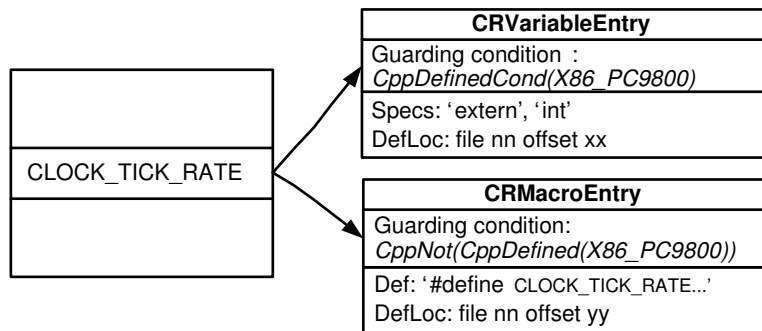 CLOCK_TICK_RATE
CRVariableEntry
Guarding condition :
CppDefinedCond(X86_PC9800)
Specs: ‘extern’, ‘int’
DefLoc: file nn offset xx
CRMacroEntry
Guarding condition:
CppNot(CppDefined(X86_PC9800))
Def: ‘#define CLOCK_TICK_RATE...’
DefLoc: file nn offset yy